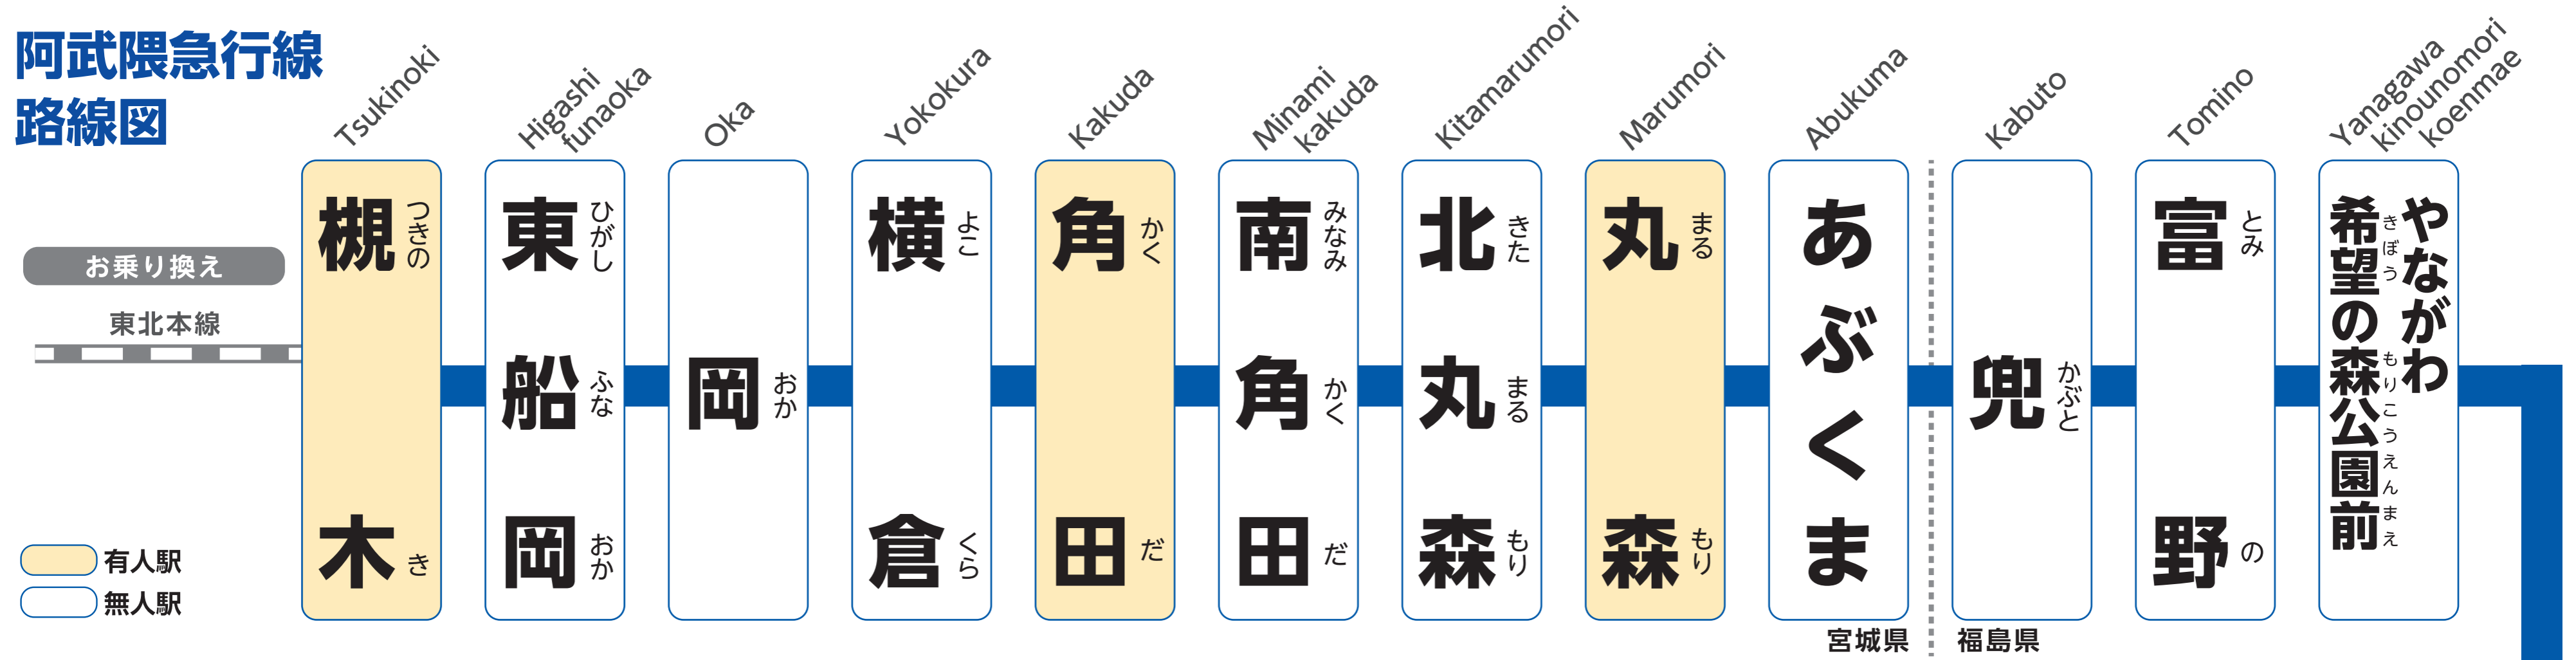 阿武隈急行線
路線図
お乗り換え
東北本線
有人駅
無人駅
Tsukinoki
槻木
つきの き
Higashi
funaoka
東船岡
ひがし ふな おか
Oka
岡
おか
Yokokura
横倉
よこ くら
Kakuda
角田
かく だ
Minami
kakuda
南角田
みなみ かく だ
Kitamarumori
北丸森
きた まる もり
Marumori
丸森
まる もり
Abukuma
あぶくま
宮城県
福島県
Kabuto
兜
かぶと
Tomino
富野
とみ の
Yanagawa
kinounomori
koenmae
やながわ
希望の森公園前
きぼう もりこうえんまえ